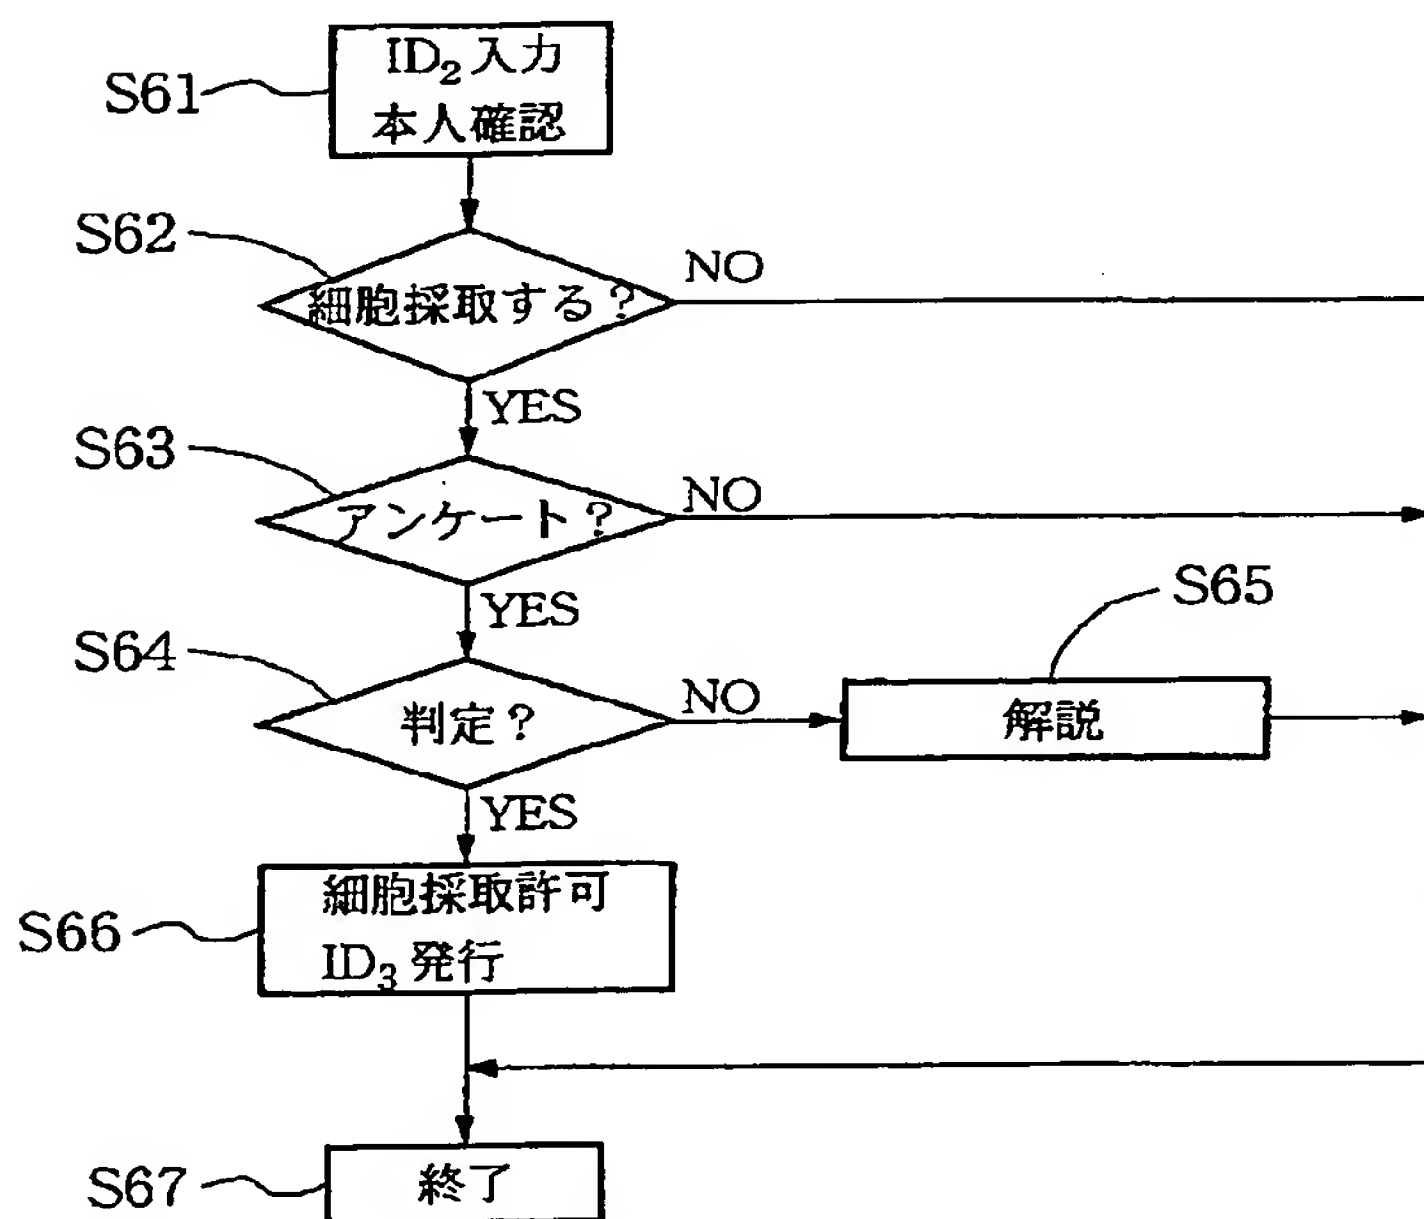 S61
ID₂入力
本人確認
S62
細胞採取する?
NO
YES
S63
アンケート?
NO
YES
S64
判定?
NO
S65
解説
YES
S66
細胞採取許可
ID₃発行
S67
終了